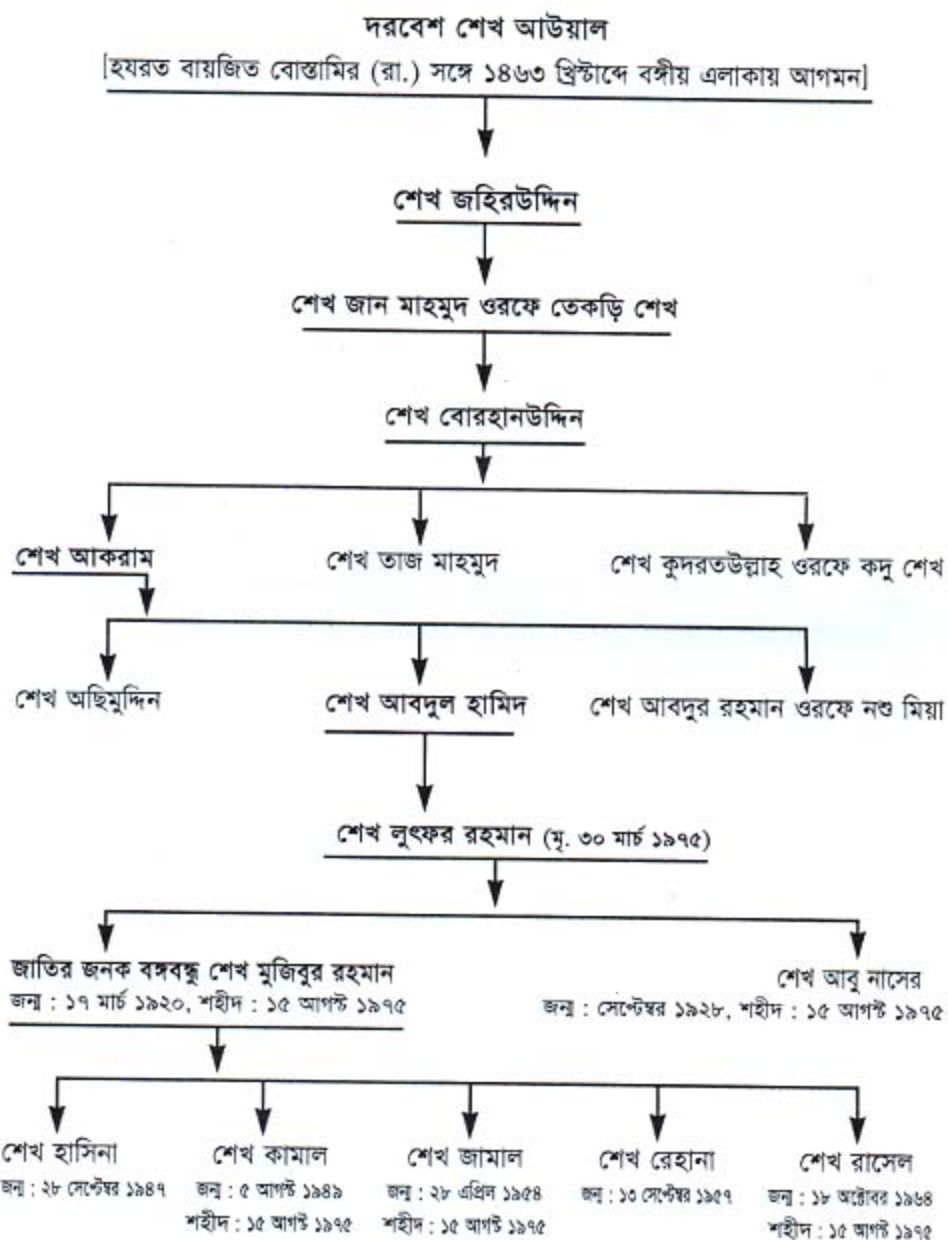 দরবেশ শেখ আউয়াল
[হযরত বায়জিত বোস্তামির (রা.) সঙ্গে ১৪৬৩ খ্রিস্টাব্দে বঙ্গীয় এলাকায় আগমন]
শেখ জহিরউদ্দিন
শেখ জান মাহমুদ ওরফে তেকড়ি শেখ
শেখ বোরহানউদ্দিন
শেখ আকরাম শেখ তাজ মাহমুদ শেখ কুদরতউল্লাহ ওরফে কদু শেখ
শেখ অছিমুদ্দিন শেখ আবদুল হামিদ শেখ আবদুর রহমান ওরফে নশু মিয়া
শেখ লুৎফর রহমান (মৃ. ৩০ মার্চ ১৯৭৫)
জাতির জনক বঙ্গবন্ধু শেখ মুজিবুর রহমান শেখ আবু নাসের
জন্ম : ১৭ মার্চ ১৯২০, শহীদ : ১৫ আগস্ট ১৯৭৫ জন্ম : সেপ্টেম্বর ১৯২৮, শহীদ : ১৫ আগস্ট ১৯৭৫
শেখ হাসিনা শেখ কামাল শেখ জামাল শেখ রেহানা শেখ রাসেল
জন্ম : ২৮ সেপ্টেম্বর ১৯৪৭ জন্ম : ৫ আগস্ট ১৯৪৯ জন্ম : ২৮ এপ্রিল ১৯৫৪ জন্ম : ১৩ সেপ্টেম্বর ১৯৫৭ জন্ম : ১৮ অক্টোবর ১৯৬৪
শহীদ : ১৫ আগস্ট ১৯৭৫ শহীদ : ১৫ আগস্ট ১৯৭৫ শহীদ : ১৫ আগস্ট ১৯৭৫